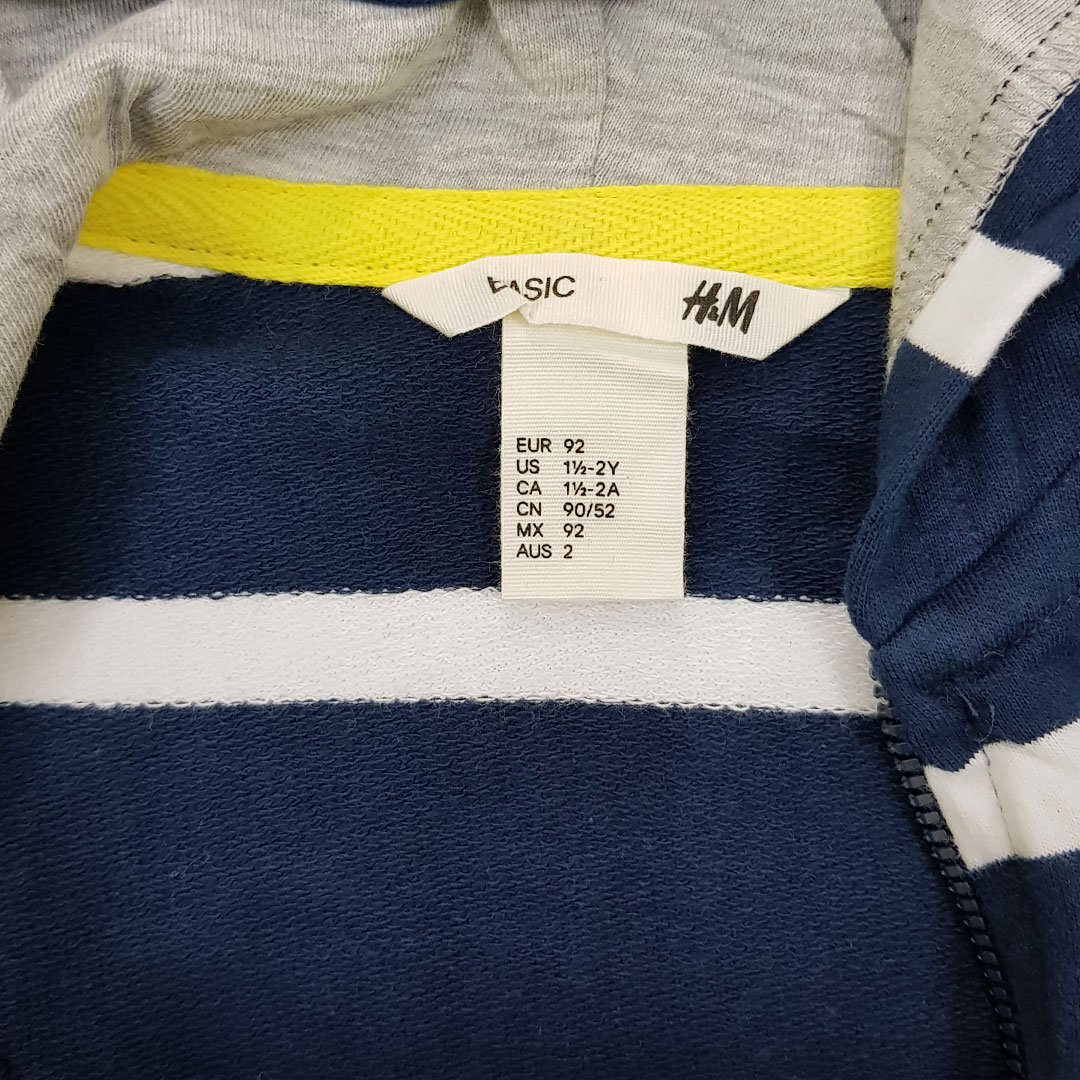 BASIC H&M
EUR 92
US 1½-2Y
CA 1½-2A
CN 90/52
MX 92
AUS 2